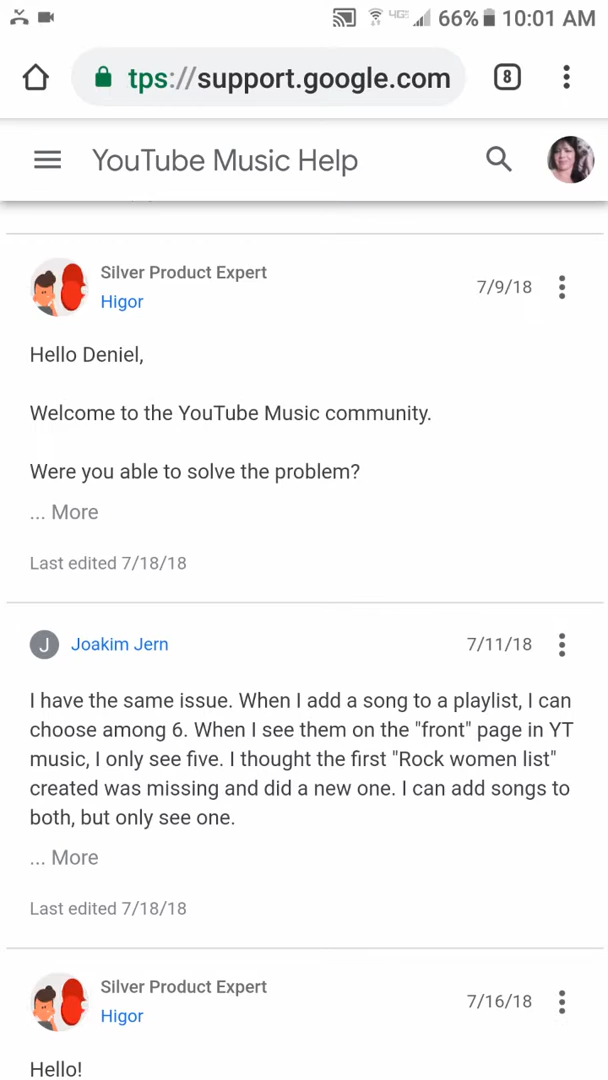 4G
66% 10:01 AM
tps://support.google.com
8
YouTube Music Help
Silver Product Expert
Higor
7/9/18
Hello Deniel,
Welcome to the YouTube Music community.
Were you able to solve the problem?
... More
Last edited 7/18/18
J
Joakim Jern
7/11/18
I have the same issue. When I add a song to a playlist, I can
choose among 6. When I see them on the "front" page in YT
music, I only see five. I thought the first "Rock women list"
created was missing and did a new one. I can add songs to
both, but only see one.
... More
Last edited 7/18/18
Silver Product Expert
Higor
7/16/18
Hello!